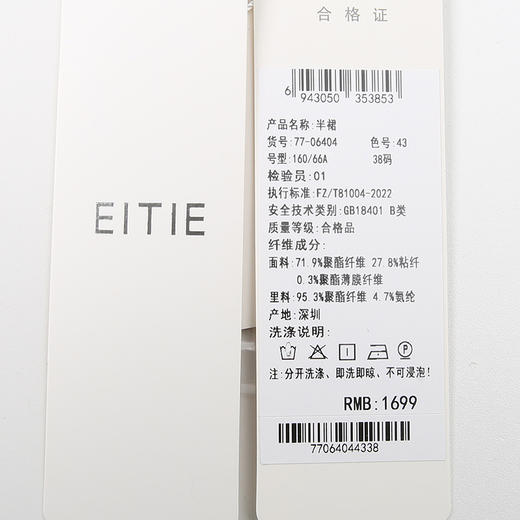 EITIE
合格证
6 943050 353853
产品名称:半裙
货号:77-06404 色号:43
号型:160/66A 38码
检验员:01
执行标准:FZ/T81004-2022
安全技术类别:GB18401 B类
质量等级:合格品
纤维成分:
面料:71.9%聚酯纤维 27.8%粘纤
0.3%聚酯薄膜纤维
里料:95.3%聚酯纤维 4.7%氨纶
产地:深圳
洗涤说明:
注:分开洗涤、即洗即晾、不可浸泡!
RMB:1699
77064044338